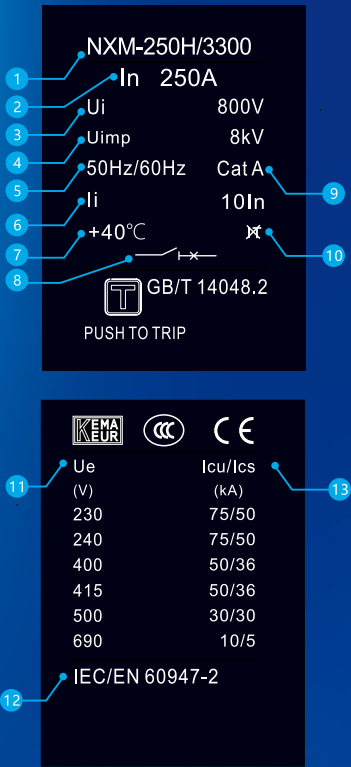 NXM-250H/3300
1
In 250A
2
Ui 800V
3
Uimp 8kV
4
50Hz/60Hz Cat A
5 9
Ii 10In
6
+40℃
7 10
8
T GB/T 14048.2
PUSH TO TRIP
KEMA EUR CCC CE
Ue Icu/Ics
11 13
(V) (kA)
230 75/50
240 75/50
400 50/36
415 50/36
500 30/30
690 10/5
IEC/EN 60947-2
12